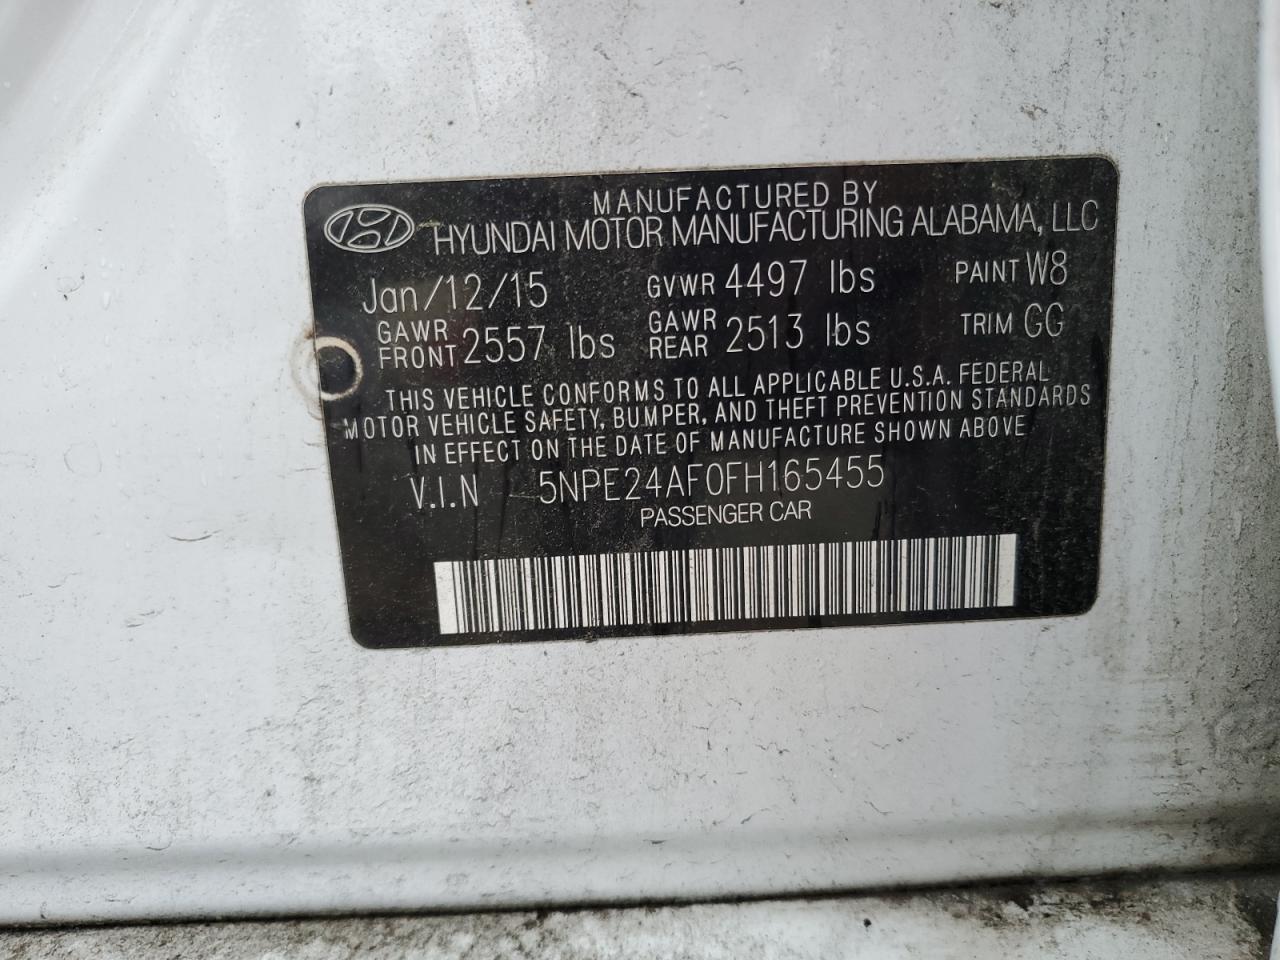 MANUFACTURED BY
HYUNDAI MOTOR MANUFACTURING ALABAMA, LLC
Jan/12/15 GVWR 4497 lbs PAINT W8
GAWR FRONT 2557 lbs GAWR REAR 2513 lbs TRIM GG
THIS VEHICLE CONFORMS TO ALL APPLICABLE U.S.A. FEDERAL
MOTOR VEHICLE SAFETY, BUMPER, AND THEFT PREVENTION STANDARDS
IN EFFECT ON THE DATE OF MANUFACTURE SHOWN ABOVE
V.I.N 5NPE24AF0FH165455
PASSENGER CAR